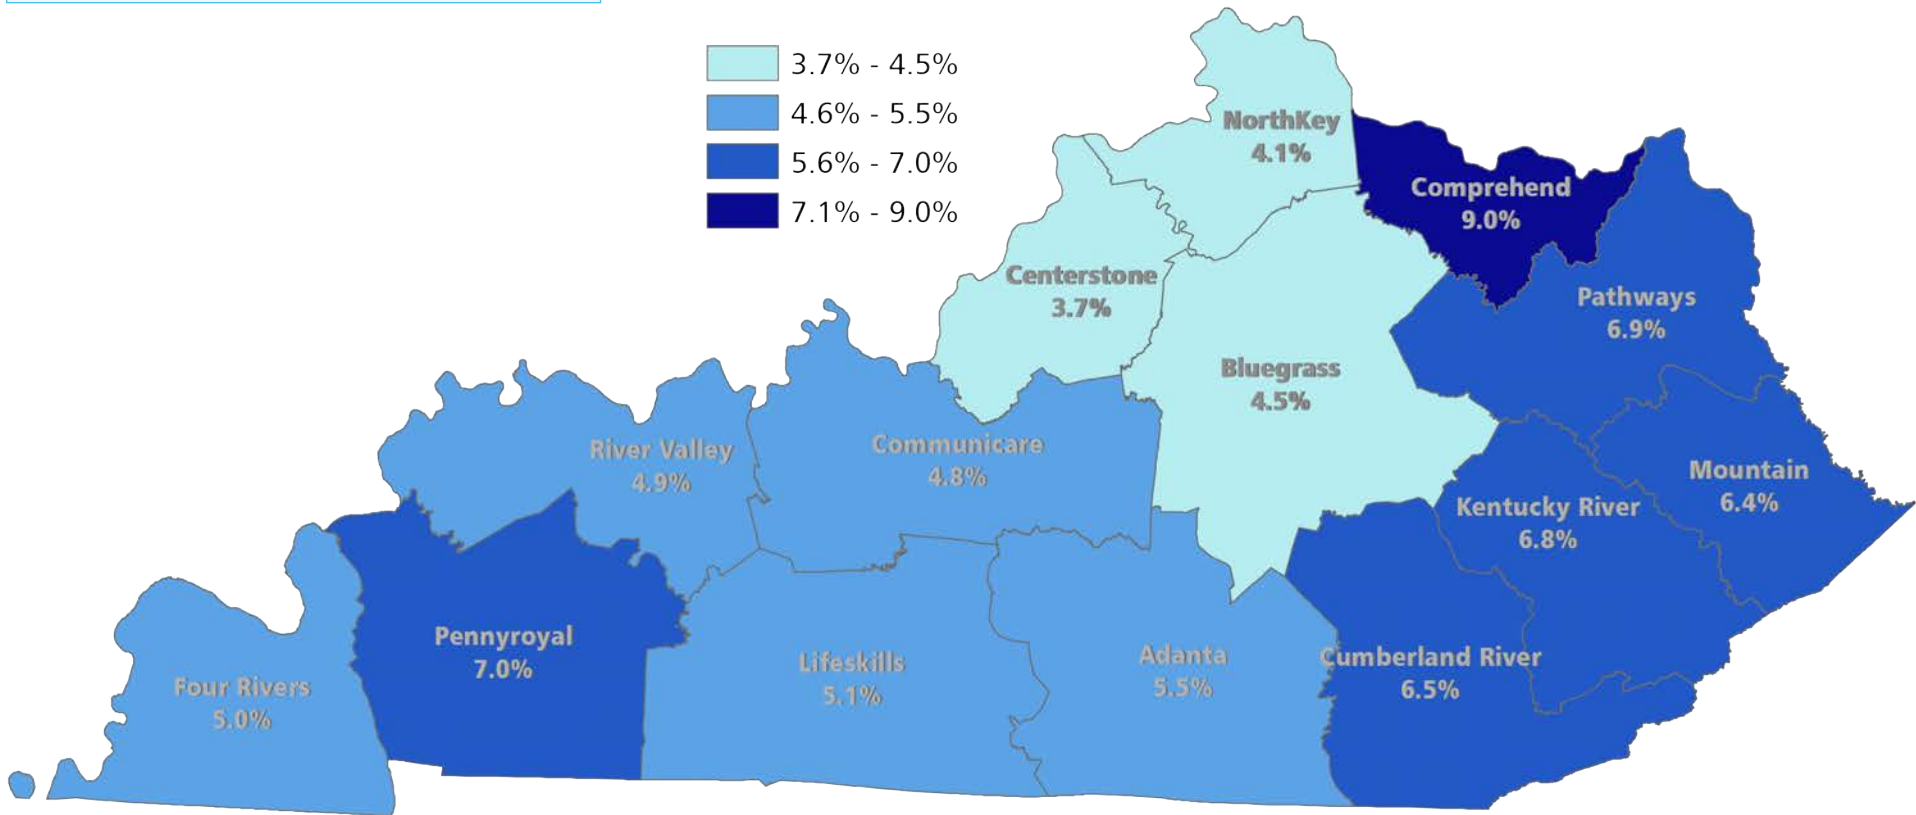 3.7% - 4.5%
4.6% - 5.5%
5.6% - 7.0%
7.1% - 9.0%
NorthKey
4.1%
Comprehend
9.0%
Centerstone
3.7%
Pathways
6.9%
Bluegrass
4.5%
River Valley
4.9%
Communicare
4.8%
Mountain
6.4%
Kentucky River
6.8%
Pennyroyal
7.0%
Lifeskills
5.1%
Adanta
5.5%
Cumberland River
6.5%
Four Rivers
5.0%